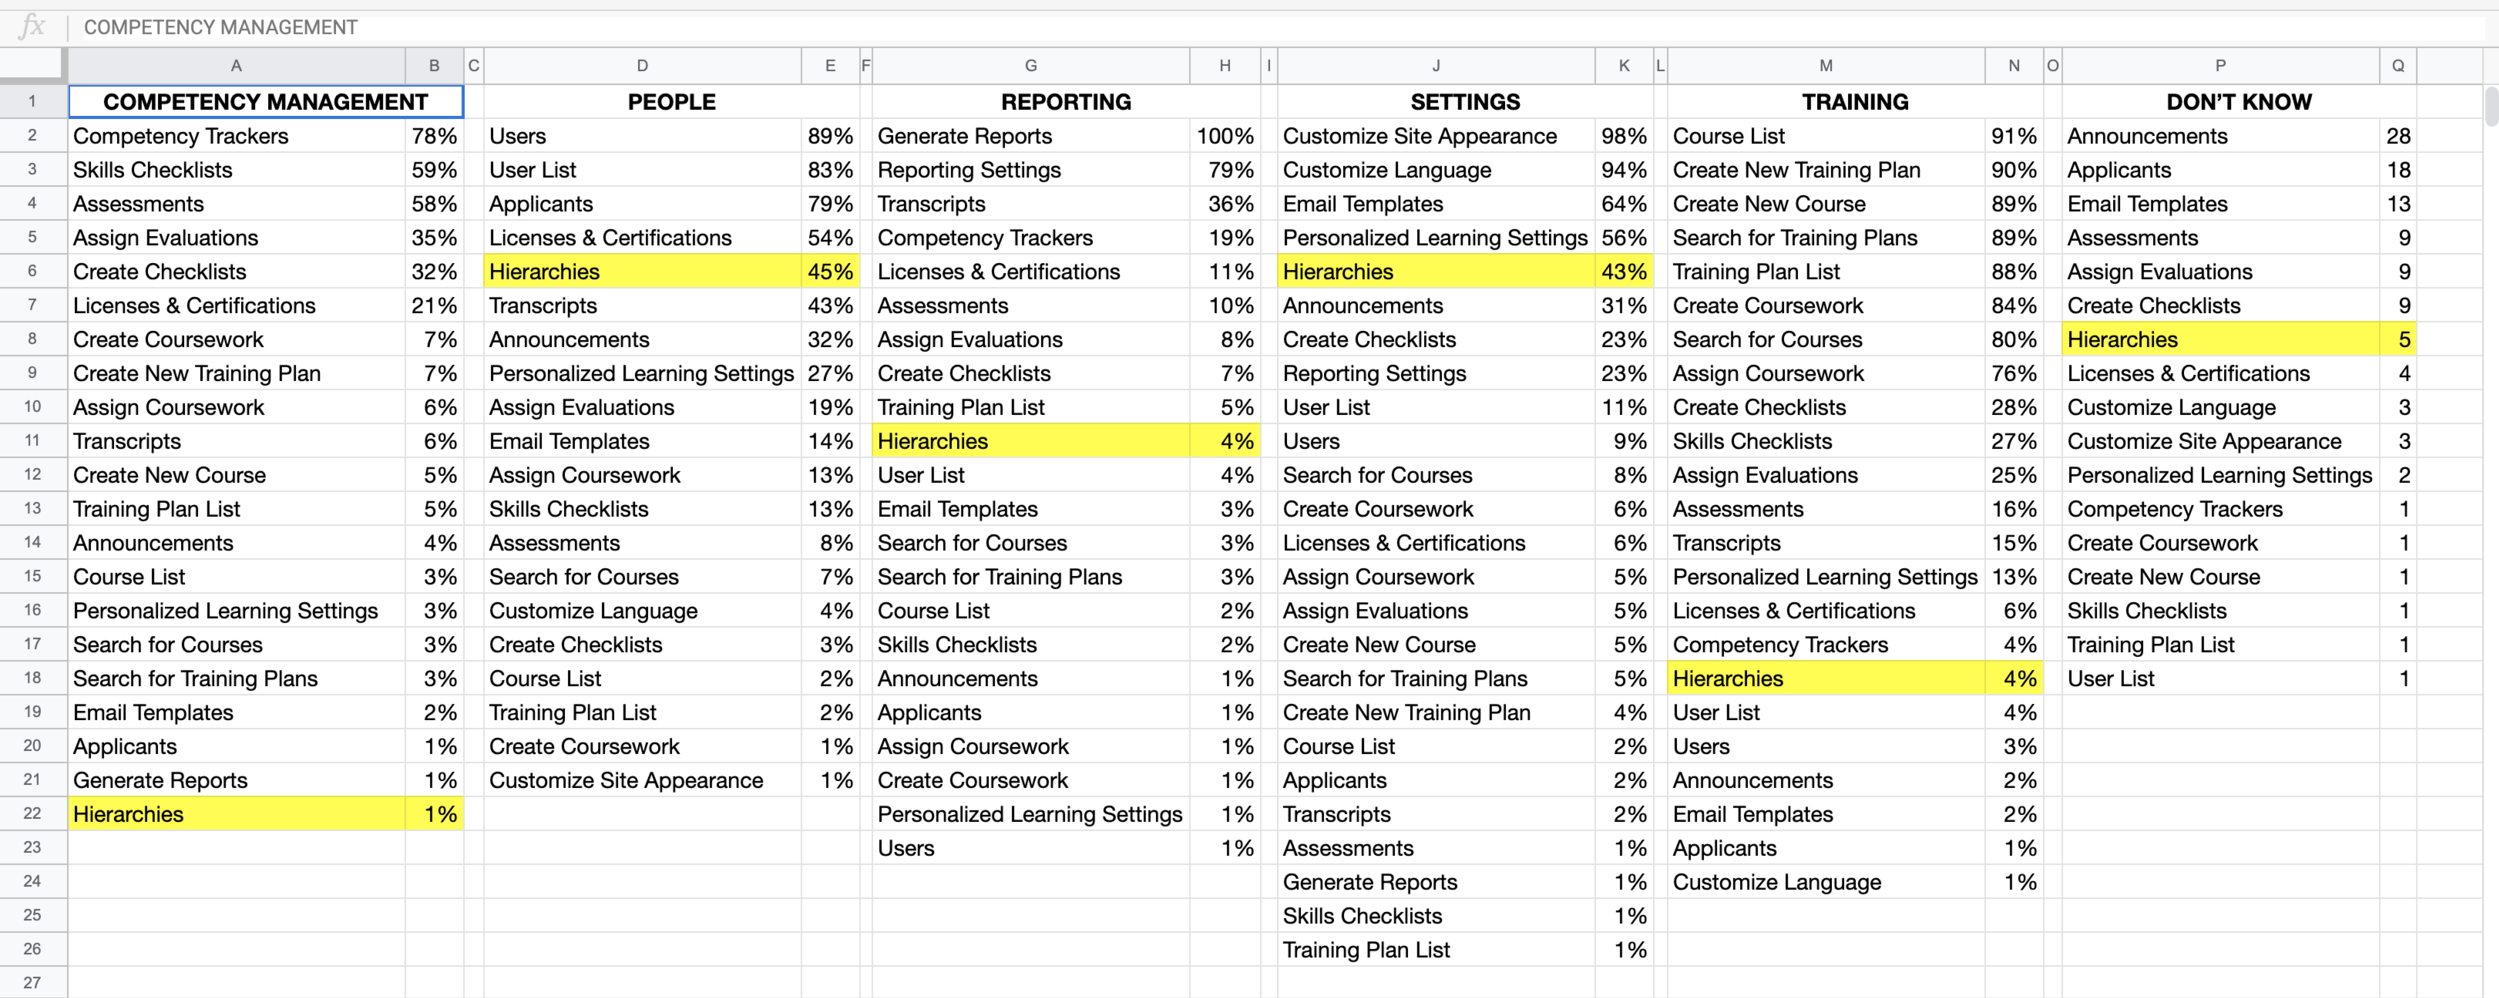 fx COMPETENCY MANAGEMENT
A B C D E F G H I J K L M N O P Q
1 COMPETENCY MANAGEMENT PEOPLE REPORTING SETTINGS TRAINING DON’T KNOW
2 Competency Trackers 78% Users 89% Generate Reports 100% Customize Site Appearance 98% Course List 91% Announcements 28
3 Skills Checklists 59% User List 83% Reporting Settings 79% Customize Language 94% Create New Training Plan 90% Applicants 18
4 Assessments 58% Applicants 79% Transcripts 36% Email Templates 64% Create New Course 89% Email Templates 13
5 Assign Evaluations 35% Licenses & Certifications 54% Competency Trackers 19% Personalized Learning Settings 56% Search for Training Plans 89% Assessments 9
6 Create Checklists 32% Hierarchies 45% Licenses & Certifications 11% Hierarchies 43% Training Plan List 88% Assign Evaluations 9
7 Licenses & Certifications 21% Transcripts 43% Assessments 10% Announcements 31% Create Coursework 84% Create Checklists 9
8 Create Coursework 7% Announcements 32% Assign Evaluations 8% Create Checklists 23% Search for Courses 80% Hierarchies 5
9 Create New Training Plan 7% Personalized Learning Settings 27% Create Checklists 7% Reporting Settings 23% Assign Coursework 76% Licenses & Certifications 4
10 Assign Coursework 6% Assign Evaluations 19% Training Plan List 5% User List 11% Create Checklists 28% Customize Language 3
11 Transcripts 6% Email Templates 14% Hierarchies 4% Users 9% Skills Checklists 27% Customize Site Appearance 3
12 Create New Course 5% Assign Coursework 13% User List 4% Search for Courses 8% Assign Evaluations 25% Personalized Learning Settings 2
13 Training Plan List 5% Skills Checklists 13% Email Templates 3% Create Coursework 6% Assessments 16% Competency Trackers 1
14 Announcements 4% Assessments 8% Search for Courses 3% Licenses & Certifications 6% Transcripts 15% Create Coursework 1
15 Course List 3% Search for Courses 7% Search for Training Plans 3% Assign Coursework 5% Personalized Learning Settings 13% Create New Course 1
16 Personalized Learning Settings 3% Customize Language 4% Course List 2% Assign Evaluations 5% Licenses & Certifications 6% Skills Checklists 1
17 Search for Courses 3% Create Checklists 3% Skills Checklists 2% Create New Course 5% Competency Trackers 4% Training Plan List 1
18 Search for Training Plans 3% Course List 2% Announcements 1% Search for Training Plans 5% Hierarchies 4% User List 1
19 Email Templates 2% Training Plan List 2% Applicants 1% Create New Training Plan 4% User List 4%
20 Applicants 1% Create Coursework 1% Assign Coursework 1% Course List 2% Users 3%
21 Generate Reports 1% Customize Site Appearance 1% Create Coursework 1% Applicants 2% Announcements 2%
22 Hierarchies 1% Personalized Learning Settings 1% Transcripts 2% Email Templates 2%
23 Users 1% Assessments 1% Applicants 1%
24 Generate Reports 1% Customize Language 1%
25 Skills Checklists 1%
26 Training Plan List 1%
27